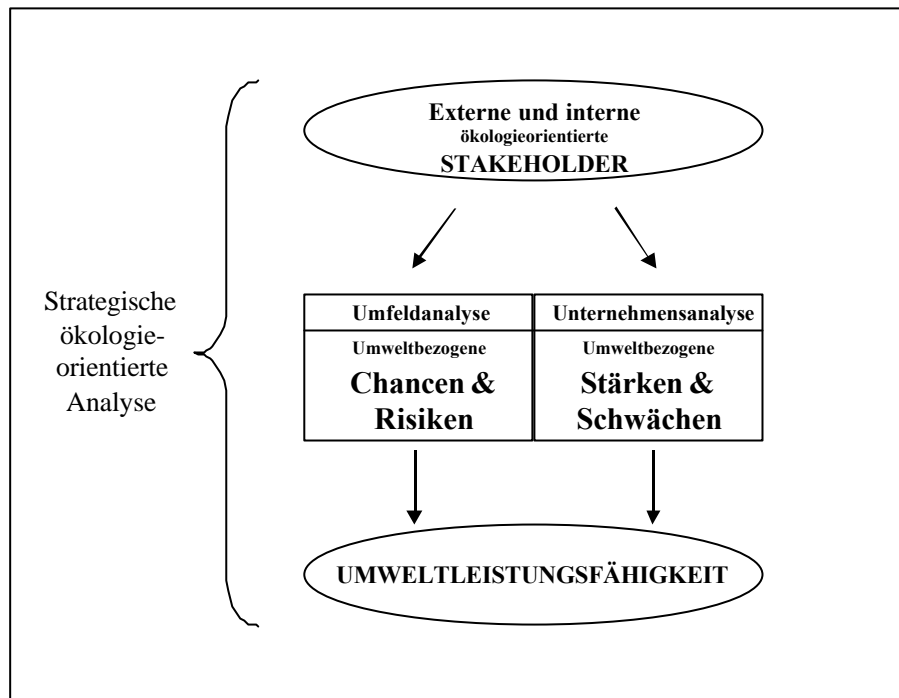 Externe und interne
ökologieorientierte
STAKEHOLDER
Strategische
ökologie-
orientierte
Analyse
Umfeldanalyse
Umweltbezogene
Chancen &
Risiken
Unternehmensanalyse
Umweltbezogene
Stärken &
Schwächen
UMWELTLEISTUNGSFÄHIGKEIT